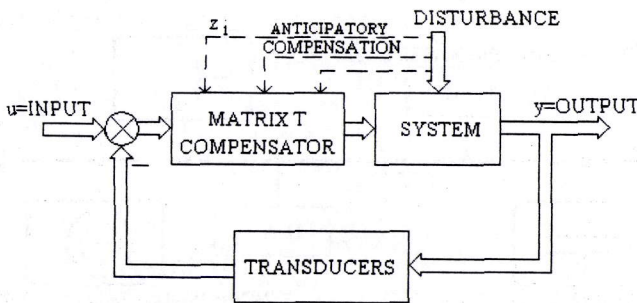 DISTURBANCE
z i ANTICIPATORY
COMPENSATION
u=INPUT
MATRIX T
COMPENSATOR
SYSTEM
y=OUTPUT
TRANSDUCERS